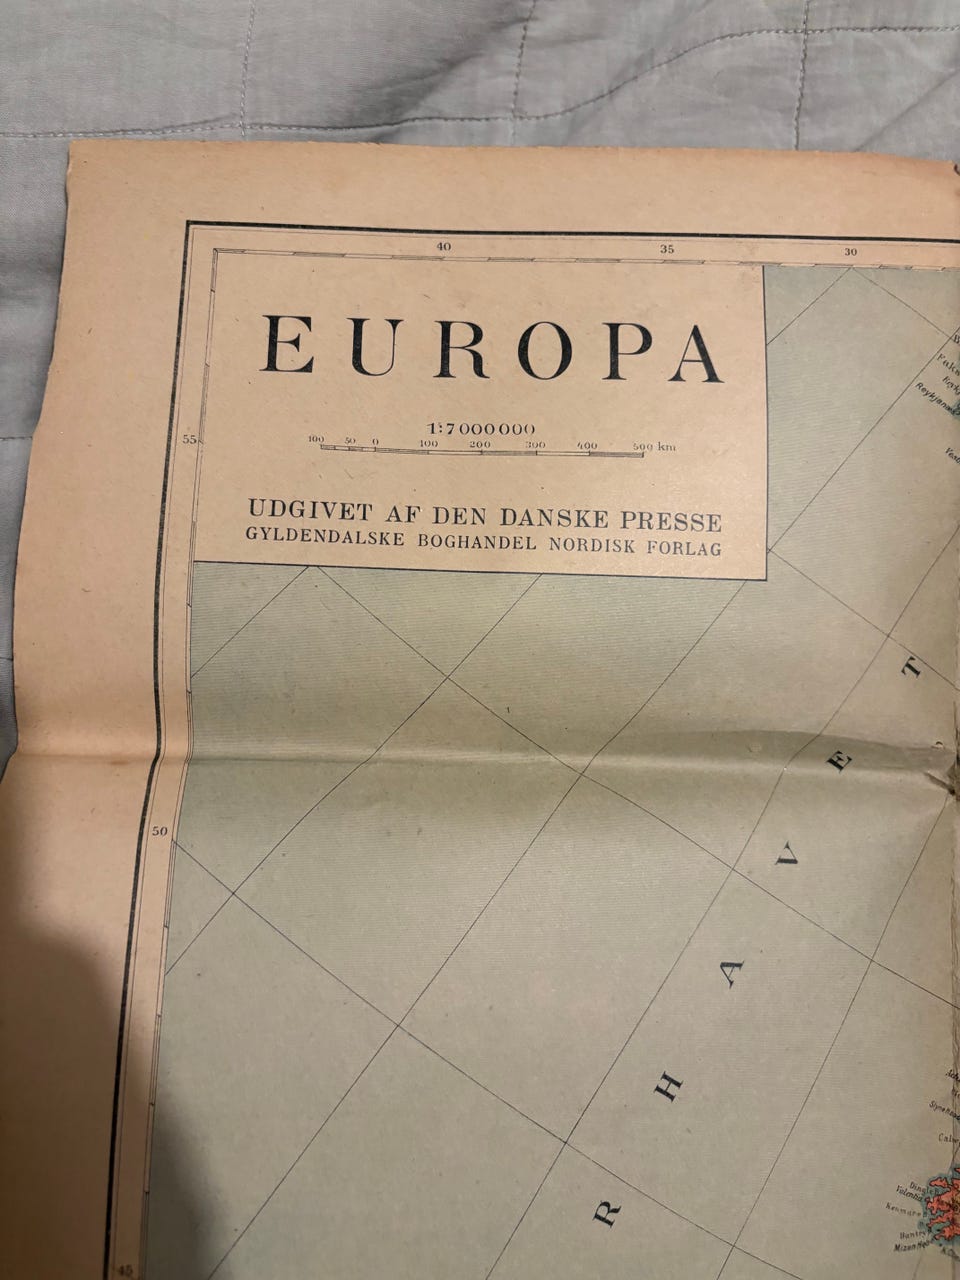 40 35 30
EUROPA
1:7000000
100 50 0 100 200 300 400 500 km
55
UDGIVET AF DEN DANSKE PRESSE
GYLDENDALSKE BOGHANDEL NORDISK FORLAG
T
E
V
50
A
H
R
45